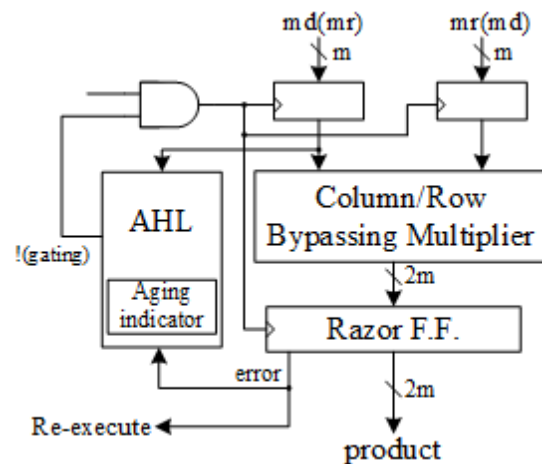 md(mr)
mr(md)
m
m
AHL
Column/Row
Bypassing Multiplier
!(gating)
Aging
indicator
2m
Razor F.F.
error
2m
Re-execute
product